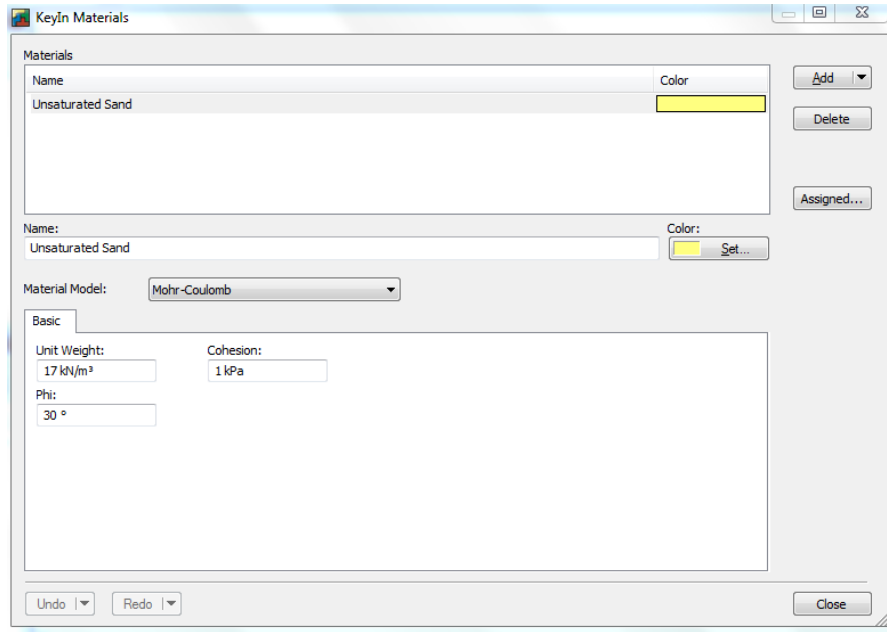 KeyIn Materials
Materials
Name Color
Add
Unsaturated Sand
Delete
Assigned...
Name: Color:
Unsaturated Sand Set...
Material Model: Mohr-Coulomb
Basic
Unit Weight: Cohesion:
17 kN/m³ 1 kPa
Phi:
30 °
Undo Redo Close